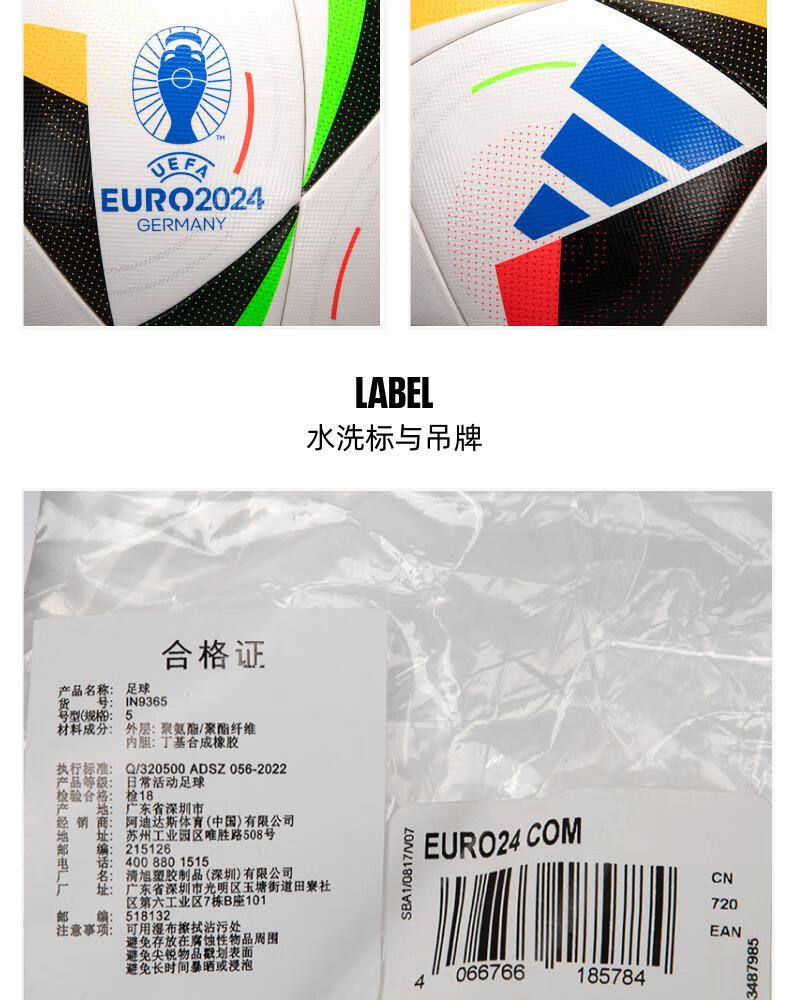 UEFA
EURO2024
GERMANY
TM
LABEL
水洗标与吊牌
合格证
产品名称: 足球
货 号: IN9365
号型(规格): 5
材料成分: 外层: 聚氨酯/聚酯纤维
内胆: 丁基合成橡胶
执行标准: Q/320500 ADSZ 056-2022
产品等级: 日常活动足球
检验合格: 检18
产 地: 广东省深圳市
经 销 商: 阿迪达斯体育(中国)有限公司
地 址: 苏州工业园区唯胜路508号
邮 编: 215126
电 话: 400 880 1515
厂 名: 清旭塑胶制品(深圳)有限公司
厂 址: 广东省深圳市光明区玉塘街道田寮社
区第六工业区7栋B座101
邮 编: 518132
注意事项: 可用湿布擦拭沾污处
避免存放在腐蚀性物品周围
避免尖锐物品戳划表面
避免长时间暴晒或浸泡
SBA1/0817/V07
EURO24 COM
4 066766 185784
CN
720
EAN
3487985